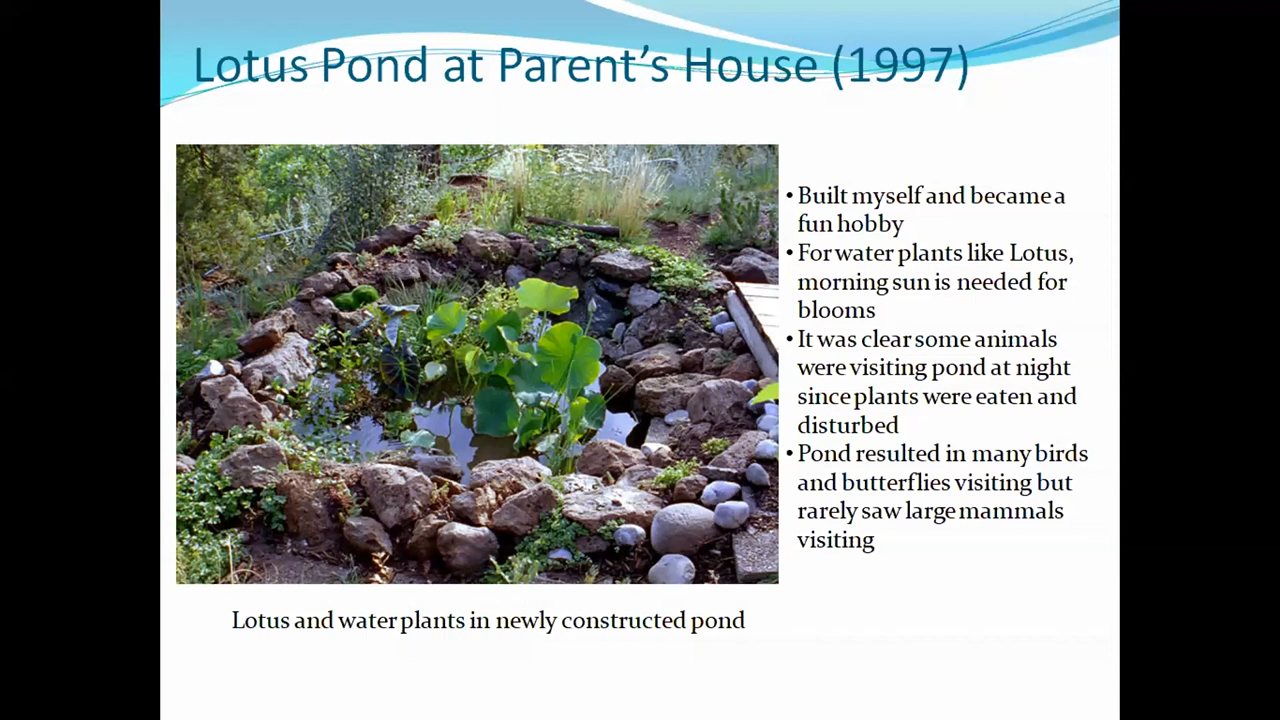 Lotus Pond at Parent’s House (1997)
• Built myself and became a
fun hobby
• For water plants like Lotus,
morning sun is needed for
blooms
• It was clear some animals
were visiting pond at night
since plants were eaten and
disturbed
• Pond resulted in many birds
and butterflies visiting but
rarely saw large mammals
visiting
Lotus and water plants in newly constructed pond